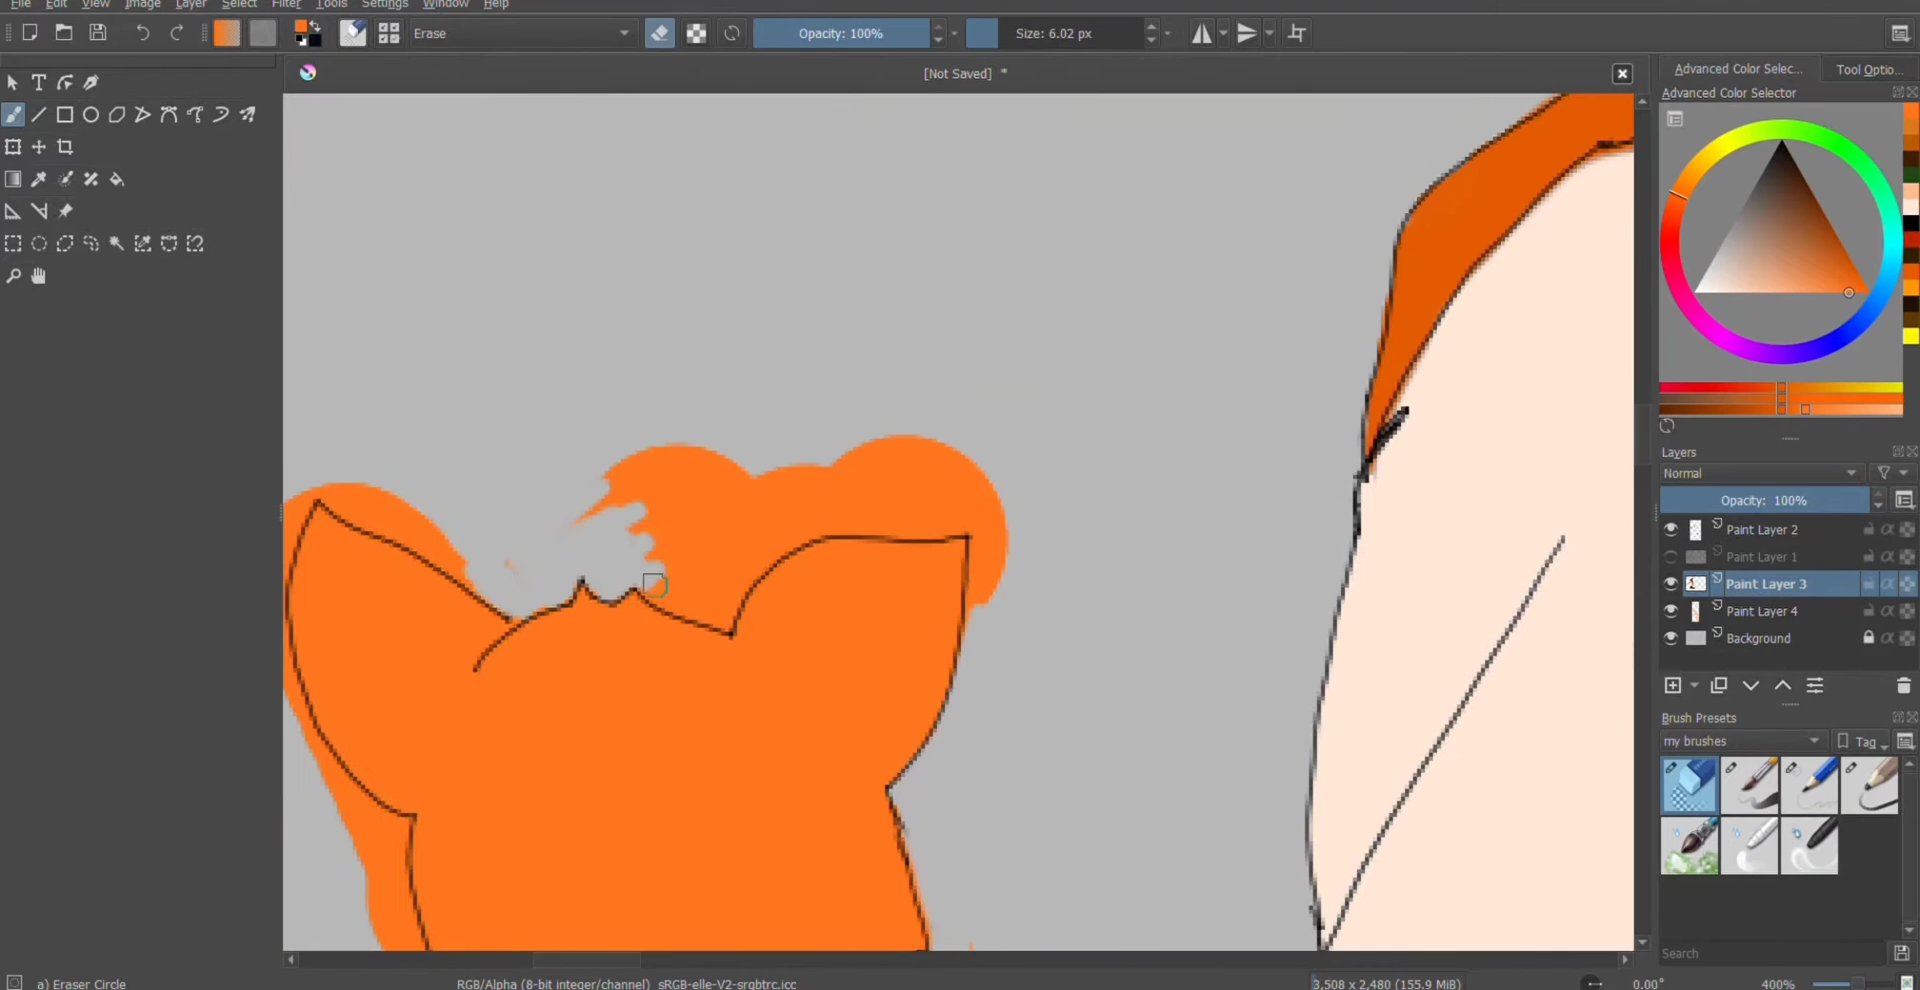 File Edit View Image Layer Select Filter Tools Settings Window Help
Erase Opacity: 100% Size: 6.02 px
[Not Saved] *
Advanced Color Selec... Tool Optio...
Advanced Color Selector
Layers
Normal
Opacity: 100%
Paint Layer 2
Paint Layer 1
Paint Layer 3
Paint Layer 4
Background
Brush Presets
my brushes Tag
Search
a) Eraser Circle RGB/Alpha (8-bit integer/channel) sRGB-elle-V2-srgbtrc.icc 3,508 x 2,480 (155.9 MiB) 0.00° 400%